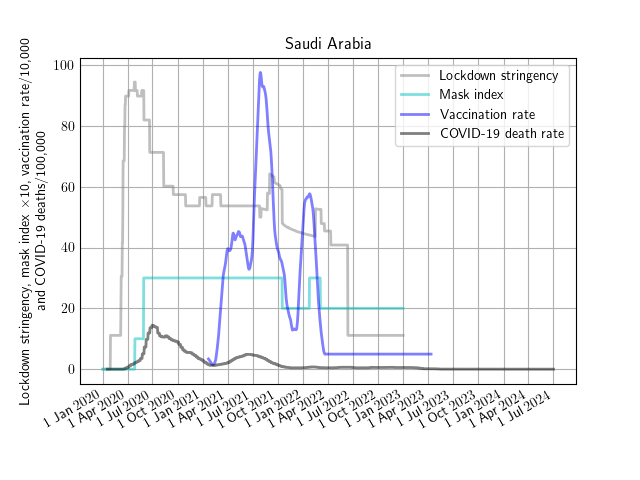 Saudi Arabia
Lockdown stringency, mask index ×10, vaccination rate/10,000
and COVID-19 deaths/100,000
100
80
60
40
20
0
Lockdown stringency
Mask index
Vaccination rate
COVID-19 death rate
1 Jan 2020
1 Apr 2020
1 Jul 2020
1 Oct 2020
1 Jan 2021
1 Apr 2021
1 Jul 2021
1 Oct 2021
1 Jan 2022
1 Apr 2022
1 Jul 2022
1 Oct 2022
1 Jan 2023
1 Apr 2023
1 Jul 2023
1 Oct 2023
1 Jan 2024
1 Apr 2024
1 Jul 2024